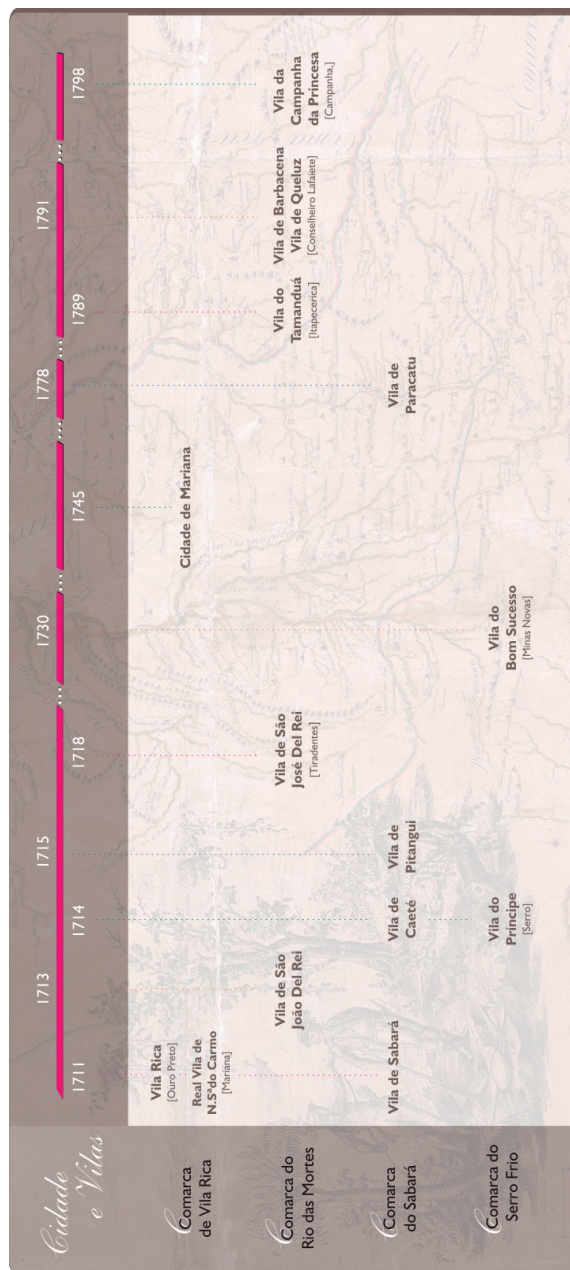 Cidade
e Vilas
1711
1713
1714
1715
1718
1730
1745
1778
1789
1791
1798
Comarca
de Vila Rica
Vila Rica
[Ouro Preto]
Real Vila de
N.Sªdo Carmo
[Mariana]
Cidade de Mariana
Comarca do
Rio das Mortes
Vila de São
João Del Rei
Vila de São
José Del Rei
[Tiradentes]
Vila do
Tamanduá
[Itapecerica]
Vila de Barbacena
Vila de Queluz
[Conselheiro Lafaiete]
Vila da
Campanha
da Princesa
[Campanha,]
Comarca
do Sabará
Vila de Sabará
Vila de
Caeté
Vila de
Pitangui
Vila de
Paracatu
Comarca do
Serro Frio
Vila do
Príncipe
[Serro]
Vila do
Bom Sucesso
[Minas Novas]